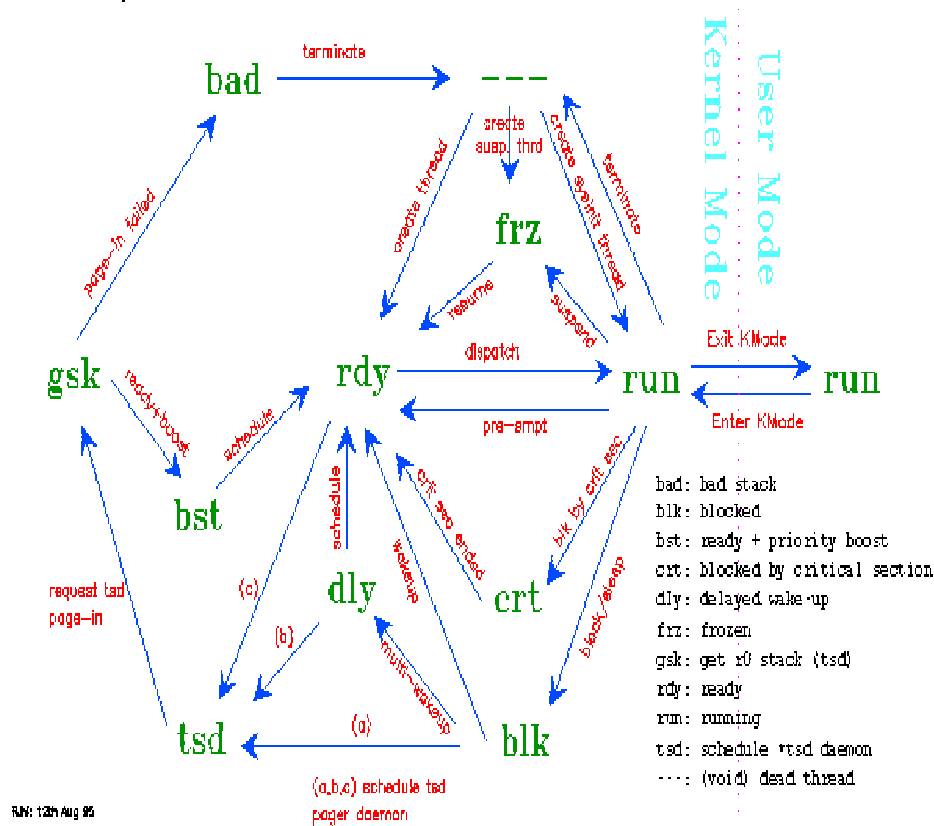 terminate
bad
---
create
susp. thrd
create thread
create sysinit thread
terminate
Kernel Mode
User Mode
page-in failed
frz
resume
suspend
gsk
rdy
dispatch
run
Exit KMode
run
pre-empt
Enter KMode
ready+boost
schedule
bst
schedule
crit sec ended
blk by crit sec
wakeup
block/sleep
request tsd
page-in
(c)
dly
crt
(b)
multi-wakeup
tsd
(a)
blk
(a,b,c) schedule tsd
pager daemon
bad: bad stack
blk: blocked
bst: ready + priority boost
crt: blocked by critical section
dly: delayed wake-up
frz: frozen
gsk: get r0 stack (tsd)
rdy: ready
run: running
tsd: schedule *tsd daemon
---: (void) dead thread
12th Aug 95